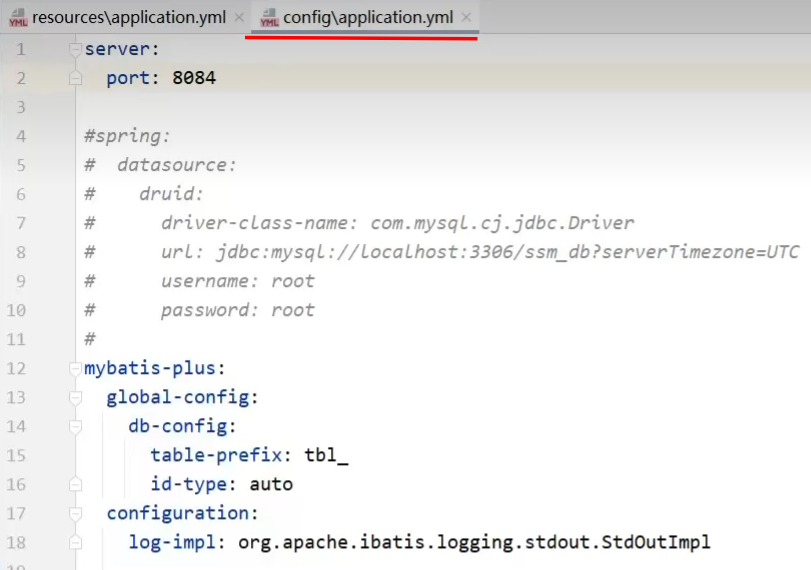 resources\application.yml × config\application.yml ×
1 server:
2   port: 8084
3
4 #spring:
5 #  datasource:
6 #    druid:
7 #      driver-class-name: com.mysql.cj.jdbc.Driver
8 #      url: jdbc:mysql://localhost:3306/ssm_db?serverTimezone=UTC
9 #      username: root
10 #      password: root
11 #
12 mybatis-plus:
13   global-config:
14     db-config:
15       table-prefix: tbl_
16       id-type: auto
17   configuration:
18     log-impl: org.apache.ibatis.logging.stdout.StdOutImpl